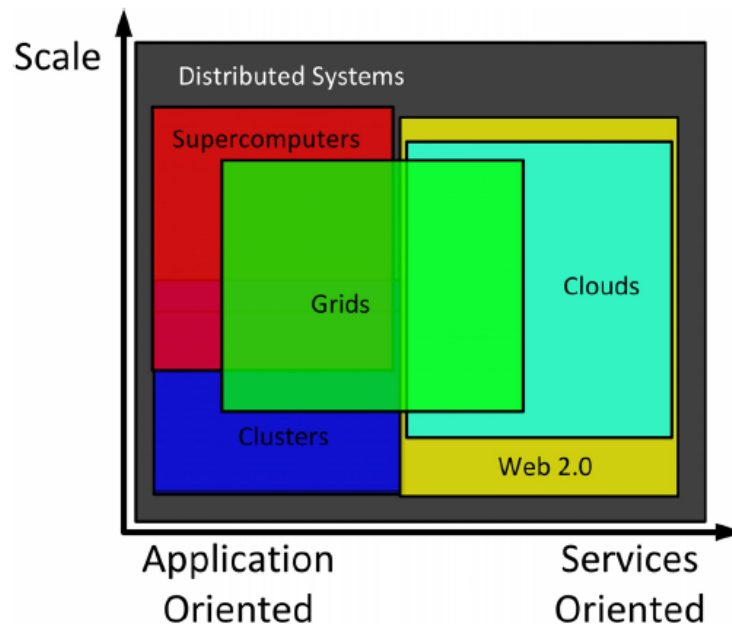 Scale
Distributed Systems
Supercomputers
Grids
Clouds
Clusters
Web 2.0
Application
Oriented
Services
Oriented